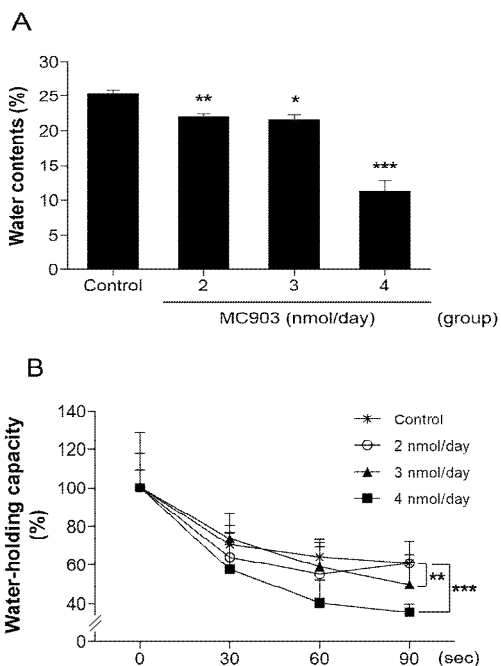 A
Water contents (%)
30
25
20
15
10
5
0
**
*
***
Control 2 3 4
MC903 (nmol/day) (group)
B
Water-holding capacity
(%)
140
120
100
80
60
40
0
Control
2 nmol/day
3 nmol/day
4 nmol/day
**
***
0 30 60 90 (sec)